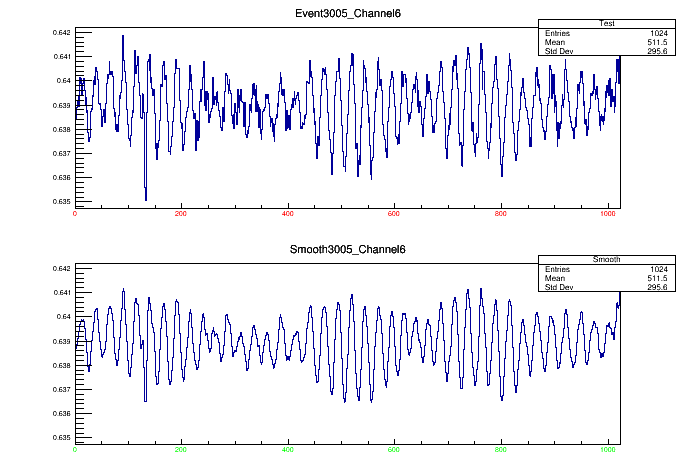 Event3005_Channel6
Test
Entries 1024
Mean 511.5
Std Dev 295.6
0.642
0.641
0.64
0.639
0.638
0.637
0.636
0.635
0 200 400 600 800 1000
Smooth3005_Channel6
Smooth
Entries 1024
Mean 511.5
Std Dev 295.6
0.642
0.641
0.64
0.639
0.638
0.637
0.636
0.635
0 200 400 600 800 1000